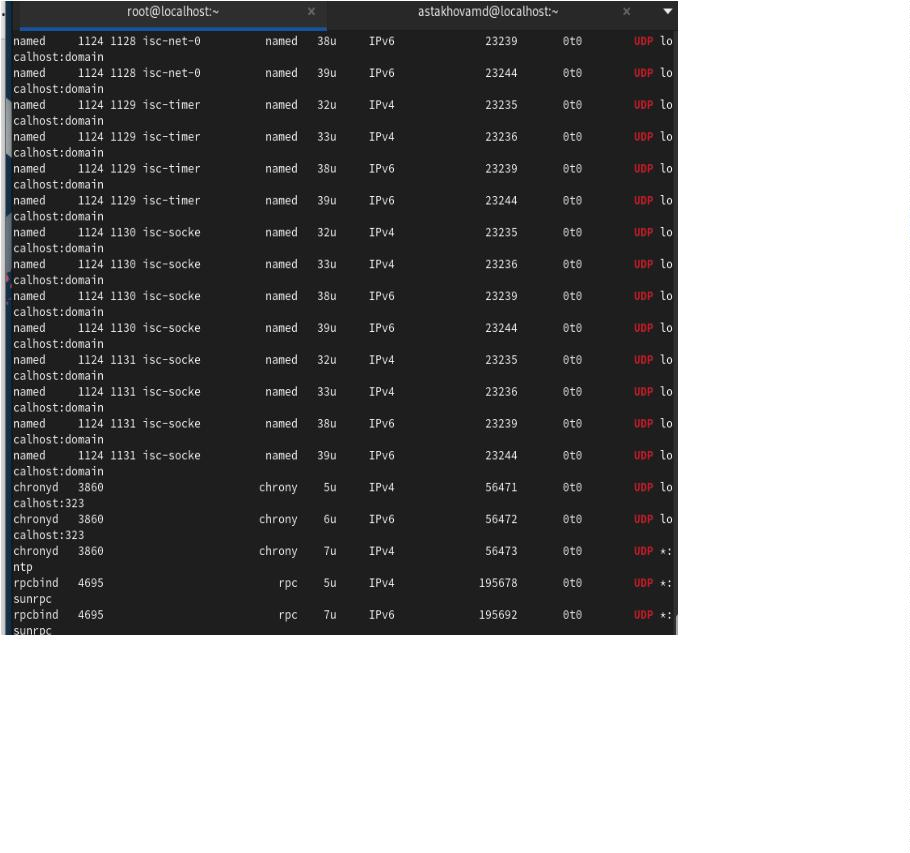 root@localhost:~ × astakhovamd@localhost:~ ×
named 1124 1128 isc-net-0 named 38u IPv6 23239 0t0 UDP lo
calhost:domain
named 1124 1128 isc-net-0 named 39u IPv6 23244 0t0 UDP lo
calhost:domain
named 1124 1129 isc-timer named 32u IPv4 23235 0t0 UDP lo
calhost:domain
named 1124 1129 isc-timer named 33u IPv4 23236 0t0 UDP lo
calhost:domain
named 1124 1129 isc-timer named 38u IPv6 23239 0t0 UDP lo
calhost:domain
named 1124 1129 isc-timer named 39u IPv6 23244 0t0 UDP lo
calhost:domain
named 1124 1130 isc-socke named 32u IPv4 23235 0t0 UDP lo
calhost:domain
named 1124 1130 isc-socke named 33u IPv4 23236 0t0 UDP lo
calhost:domain
named 1124 1130 isc-socke named 38u IPv6 23239 0t0 UDP lo
calhost:domain
named 1124 1130 isc-socke named 39u IPv6 23244 0t0 UDP lo
calhost:domain
named 1124 1131 isc-socke named 32u IPv4 23235 0t0 UDP lo
calhost:domain
named 1124 1131 isc-socke named 33u IPv4 23236 0t0 UDP lo
calhost:domain
named 1124 1131 isc-socke named 38u IPv6 23239 0t0 UDP lo
calhost:domain
named 1124 1131 isc-socke named 39u IPv6 23244 0t0 UDP lo
calhost:domain
chronyd 3860 chrony 5u IPv4 56471 0t0 UDP lo
calhost:323
chronyd 3860 chrony 6u IPv6 56472 0t0 UDP lo
calhost:323
chronyd 3860 chrony 7u IPv4 56473 0t0 UDP *:
ntp
rpcbind 4695 rpc 5u IPv4 195678 0t0 UDP *:
sunrpc
rpcbind 4695 rpc 7u IPv6 195692 0t0 UDP *:
sunrpc